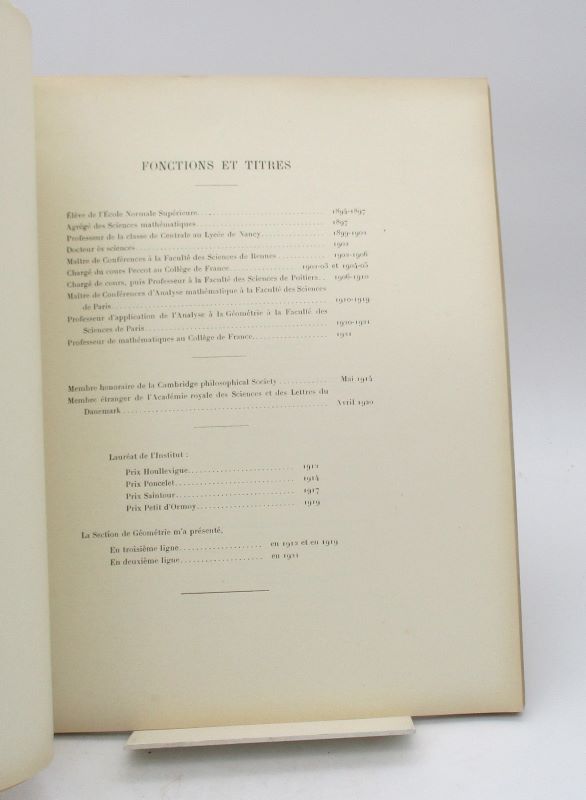 FONCTIONS ET TITRES
Élève de l'École Normale Supérieure........ 1894-1897
Agrégé des Sciences mathématiques........ 1897
Professeur de la classe de Centrale au Lycée de Nancy........ 1899-1902
Docteur ès sciences........ 1902
Maître de Conférences à la Faculté des Sciences de Rennes........ 1902-1906
Chargé du cours Peccot au Collège de France........ 1902-03 et 1904-05
Chargé de cours, puis Professeur à la Faculté des Sciences de Poitiers.. 1906-1910
Maître de Conférences d'Analyse mathématique à la Faculté des Sciences
de Paris........ 1910-1919
Professeur d'application de l'Analyse à la Géométrie à la Faculté des
Sciences de Paris........ 1920-1921
Professeur de mathématiques au Collège de France........ 1921
Membre honoraire de la Cambridge philosophical Society........ Mai 1914
Membre étranger de l'Académie royale des Sciences et des Lettres du
Danemark........ Avril 1920
Lauréat de l'Institut :
Prix Houllevigue........ 1912
Prix Poncelet........ 1914
Prix Saintour........ 1917
Prix Petit d'Ormoy........ 1919
La Section de Géométrie m'a présenté.
En troisième ligne........ en 1912 et en 1919
En deuxième ligne........ en 1921